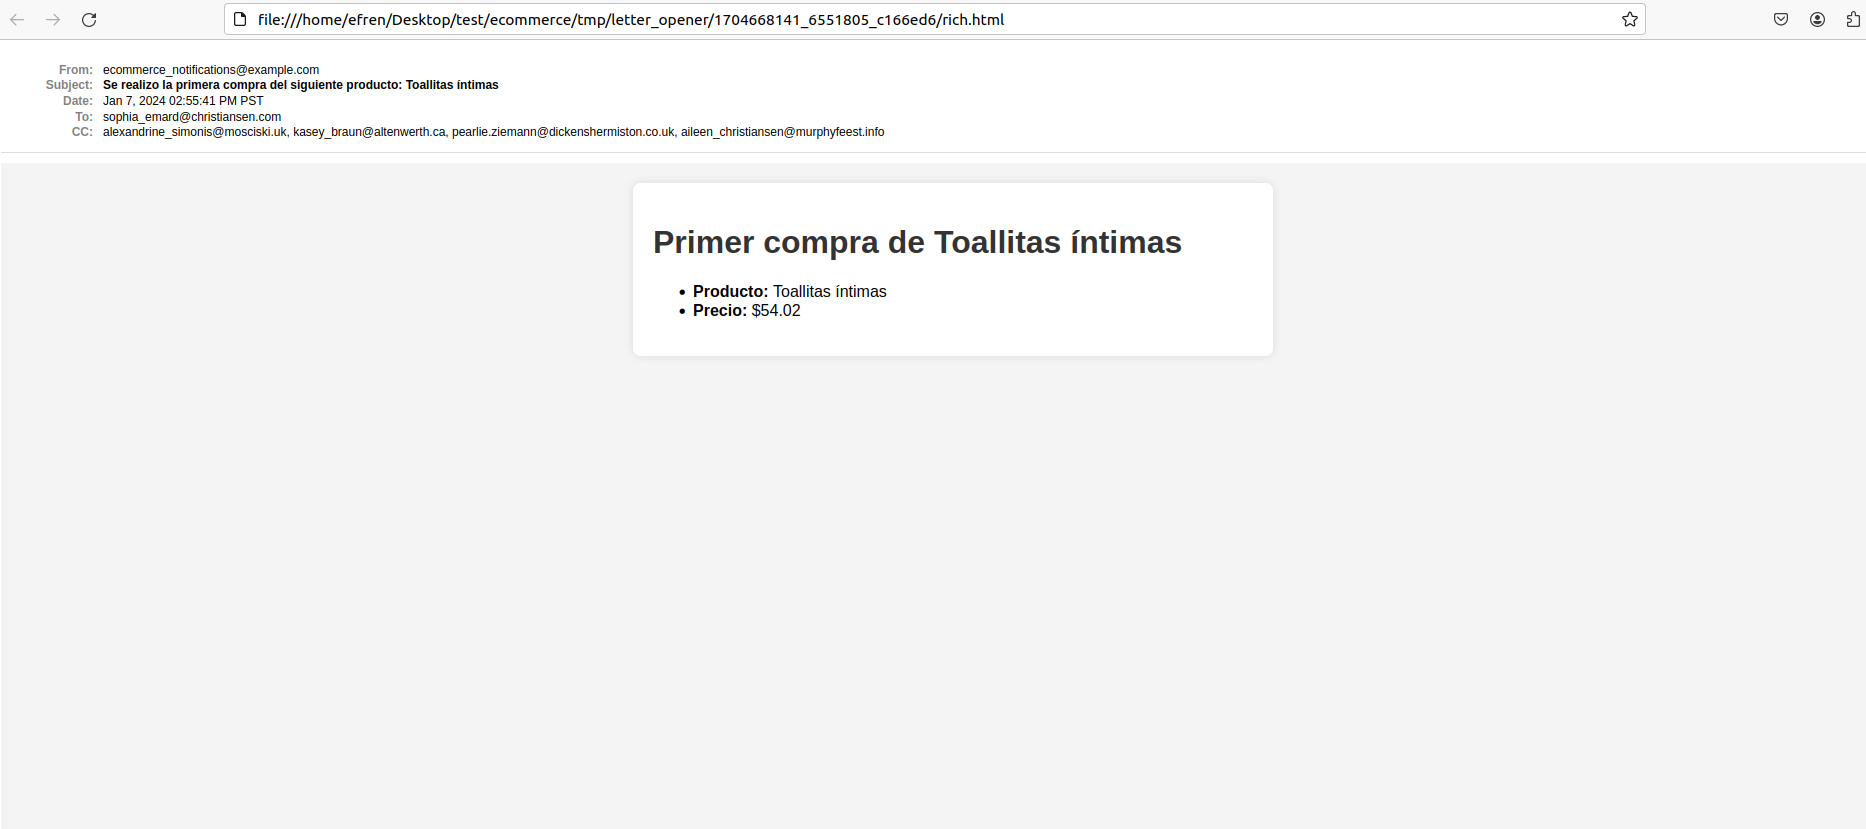 file:///home/efren/Desktop/test/ecommerce/tmp/letter_opener/1704668141_6551805_c166ed6/rich.html
From: ecommerce_notifications@example.com
Subject: Se realizo la primera compra del siguiente producto: Toallitas íntimas
Date: Jan 7, 2024 02:55:41 PM PST
To: sophia_emard@christiansen.com
CC: alexandrine_simonis@mosciski.uk, kasey_braun@altenwerth.ca, pearlie.ziemann@dickenshermiston.co.uk, aileen_christiansen@murphyfeest.info
Primer compra de Toallitas íntimas
• Producto: Toallitas íntimas
• Precio: $54.02